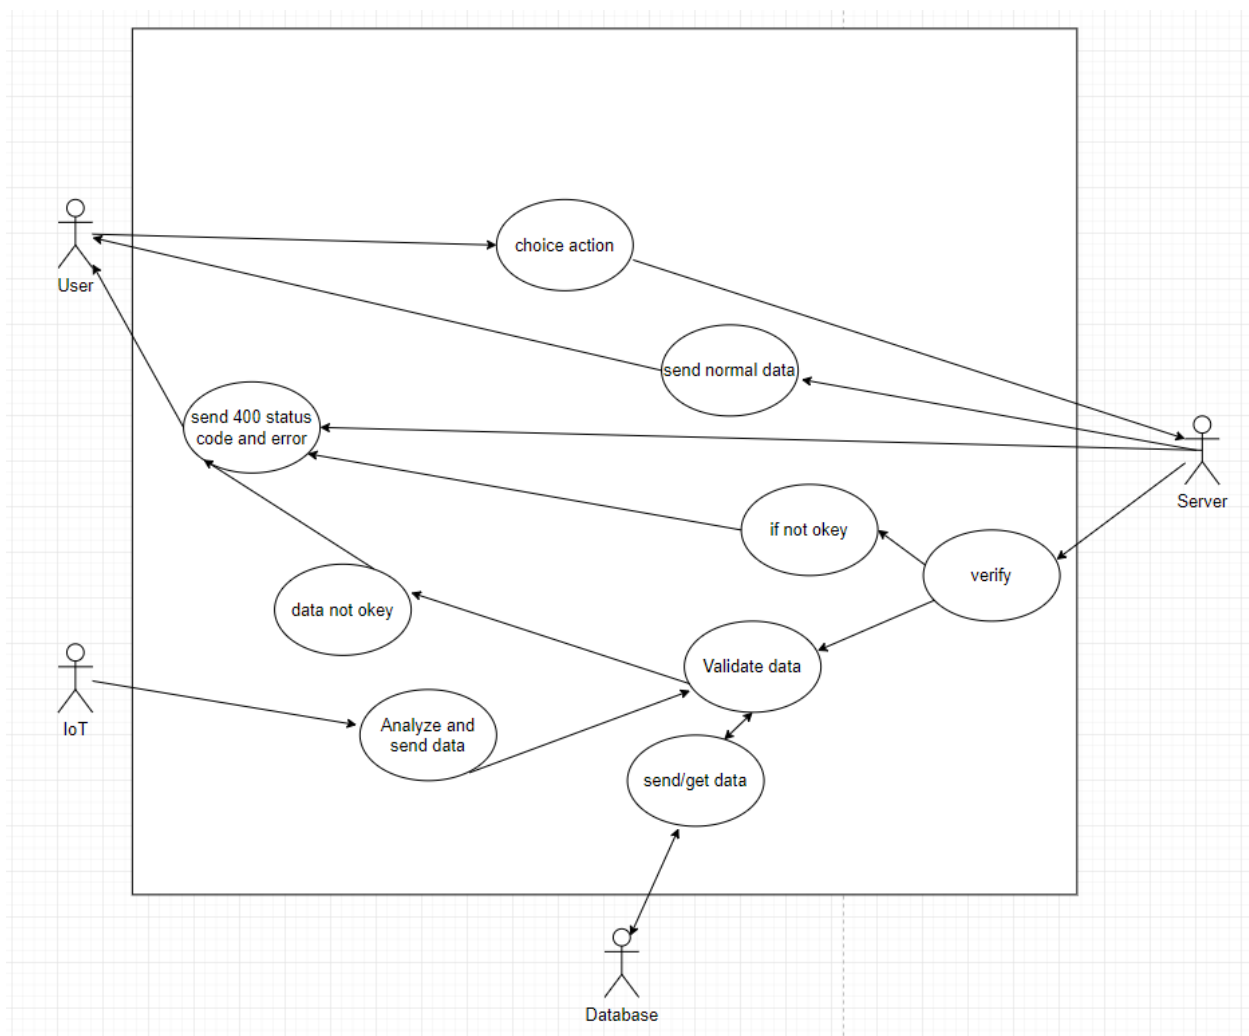 choice action
User
send normal data
send 400 status
code and error
Server
if not okey
verify
data not okey
Validate data
IoT
Analyze and
send data
send/get data
Database